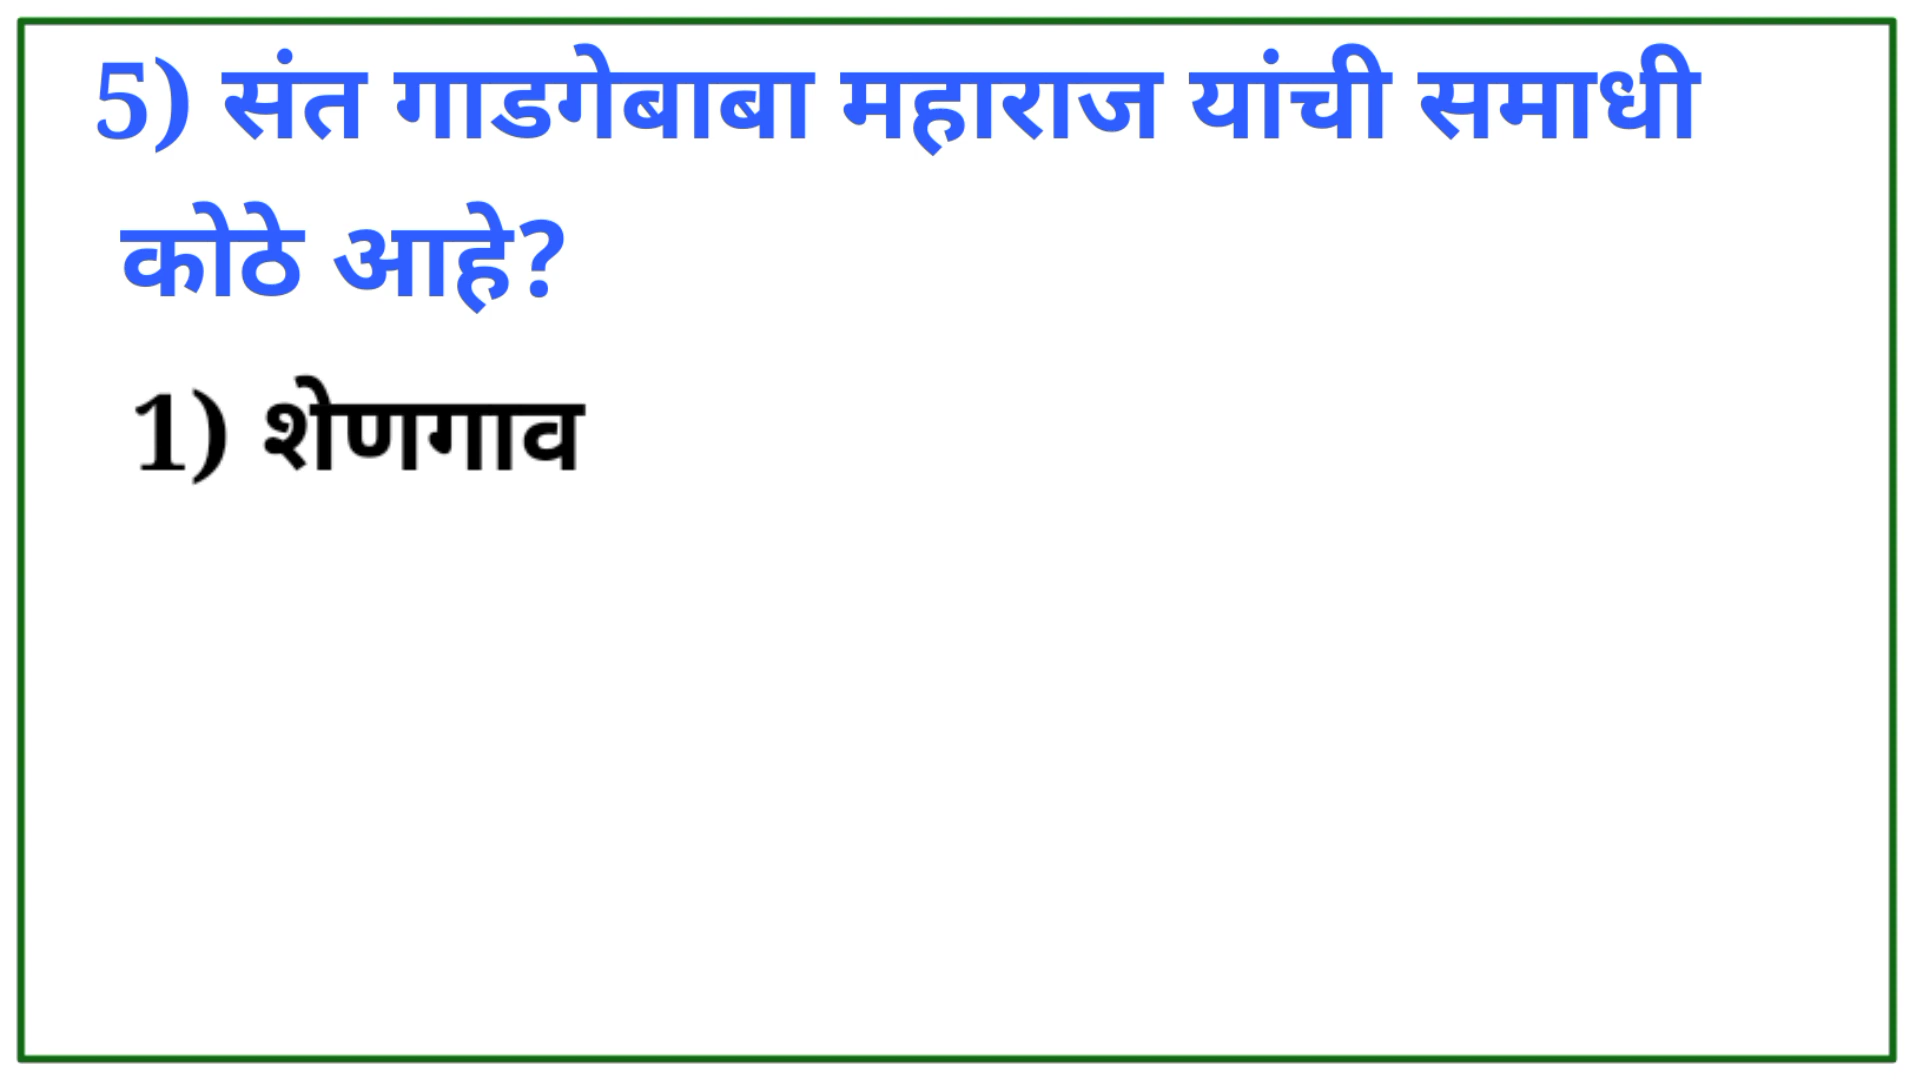 5) संत गाडगेबाबा महाराज यांची समाधी
कोठे आहे?
1) शेणगाव